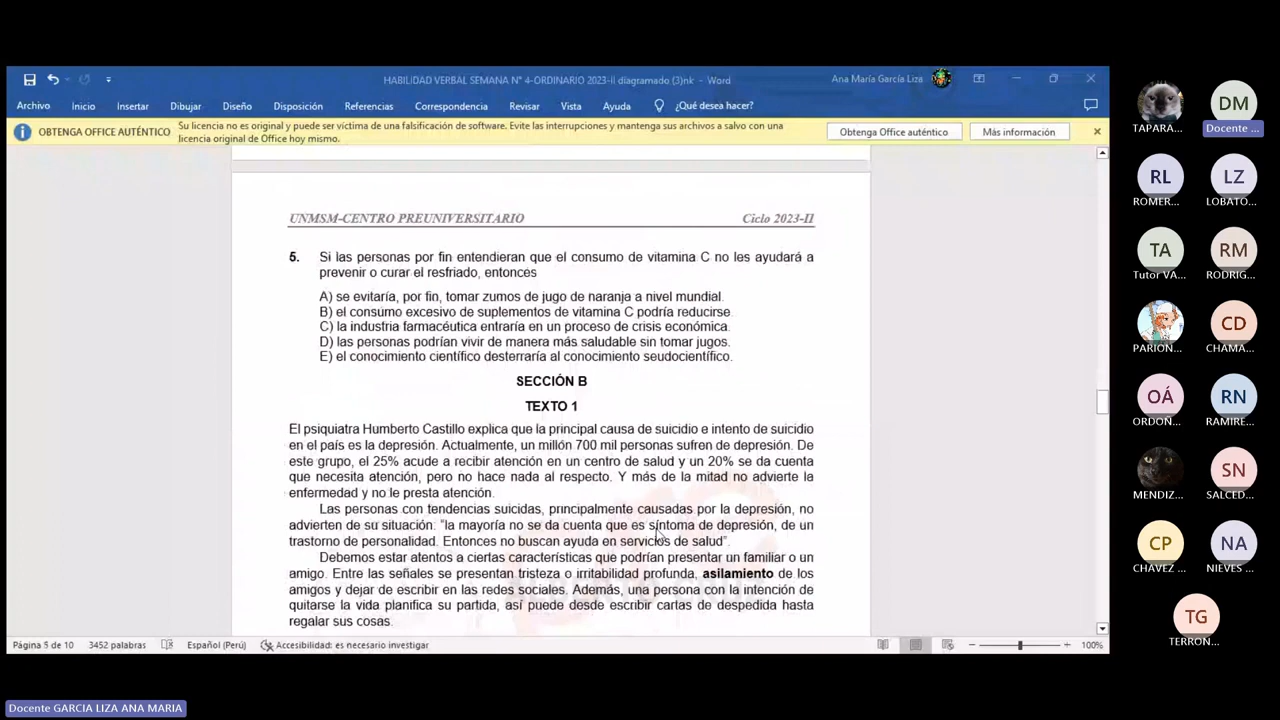 HABILIDAD VERBAL SEMANA N° 4-ORDINARIO 2023-II diagramado (3)nk - Word
Ana María García Liza
Archivo Inicio Insertar Dibujar Diseño Disposición Referencias Correspondencia Revisar Vista Ayuda ¿Qué desea hacer?
OBTENGA OFFICE AUTÉNTICO Su licencia no es original y puede ser víctima de una falsificación de software. Evite las interrupciones y mantenga sus archivos a salvo con una
licencia original de Office hoy mismo.
Obtenga Office auténtico Más información
UNMSM-CENTRO PREUNIVERSITARIO Ciclo 2023-II
5. Si las personas por fin entendieran que el consumo de vitamina C no les ayudará a
prevenir o curar el resfriado, entonces
A) se evitaría, por fin, tomar zumos de jugo de naranja a nivel mundial.
B) el consumo excesivo de suplementos de vitamina C podría reducirse.
C) la industria farmacéutica entraría en un proceso de crisis económica.
D) las personas podrían vivir de manera más saludable sin tomar jugos.
E) el conocimiento científico desterraría al conocimiento seudocientífico.
SECCIÓN B
TEXTO 1
El psiquiatra Humberto Castillo explica que la principal causa de suicidio e intento de suicidio
en el país es la depresión. Actualmente, un millón 700 mil personas sufren de depresión. De
este grupo, el 25% acude a recibir atención en un centro de salud y un 20% se da cuenta
que necesita atención, pero no hace nada al respecto. Y más de la mitad no advierte la
enfermedad y no le presta atención.
Las personas con tendencias suicidas, principalmente causadas por la depresión, no
advierten de su situación: “la mayoría no se da cuenta que es síntoma de depresión, de un
trastorno de personalidad. Entonces no buscan ayuda en servicios de salud”.
Debemos estar atentos a ciertas características que podrían presentar un familiar o un
amigo. Entre las señales se presentan tristeza o irritabilidad profunda, asilamiento de los
amigos y dejar de escribir en las redes sociales. Además, una persona con la intención de
quitarse la vida planifica su partida, así puede desde escribir cartas de despedida hasta
regalar sus cosas.
Página 5 de 10 3452 palabras Español (Perú) Accesibilidad: es necesario investigar 100%
TAPARA...
DM
Docente ...
RL
ROMER...
LZ
LOBATO...
TA
Tutor VA...
RM
RODRIG...
PARION...
CD
CHAMA...
OÁ
ORDOÑ...
RN
RAMIRE...
MENDIZ...
SN
SALCED...
CP
CHAVEZ ...
NA
NIEVES ...
TG
TERRON...
Docente GARCIA LIZA ANA MARIA